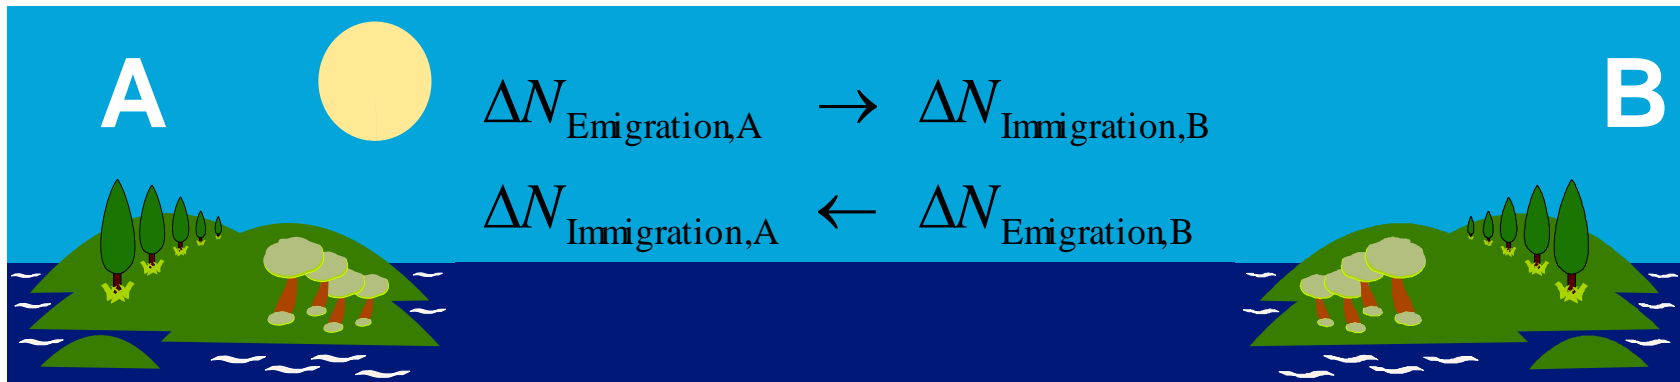 A B
ΔN Emigration,A → ΔN Immigration,B
ΔN Immigration,A ← ΔN Emigration,B